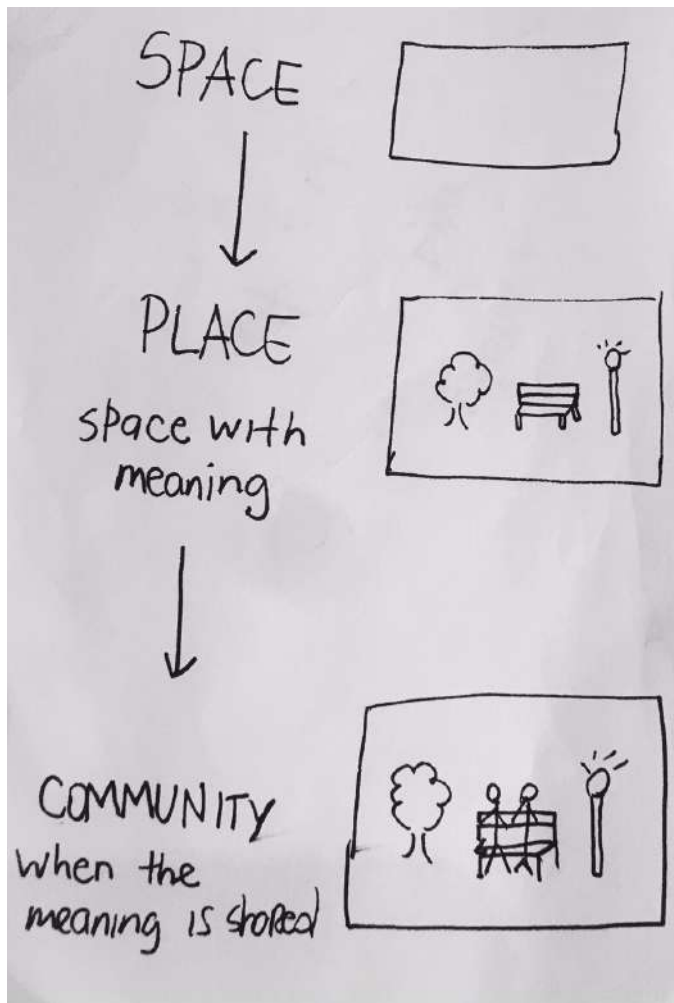 SPACE
PLACE
space with
meaning
COMMUNITY
when the
meaning is shared